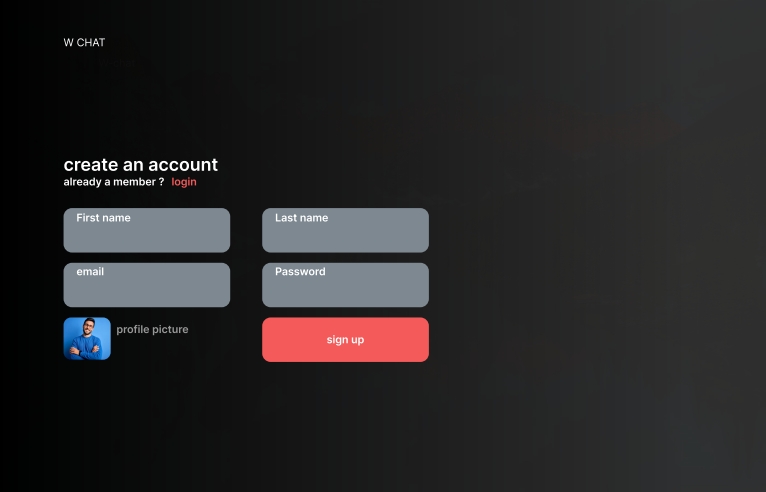 W CHAT
create an account
already a member ? login
First name
Last name
email
Password
profile picture
sign up